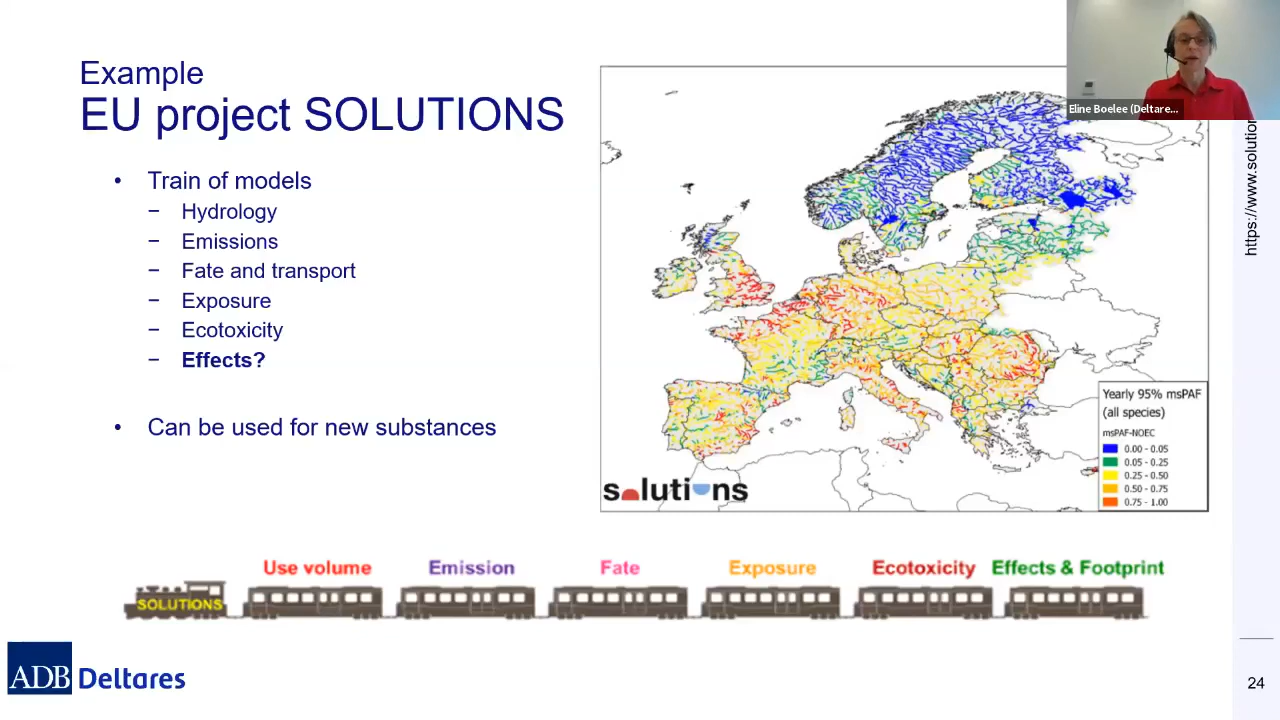 Example
EU project SOLUTIONS
• Train of models
− Hydrology
− Emissions
− Fate and transport
− Exposure
− Ecotoxicity
− Effects?
• Can be used for new substances
Eline Boelee (Deltare...
https://www.solution
Yearly 95% msPAF
(all species)
msPAF-NOEC
0.00 - 0.05
0.05 - 0.25
0.25 - 0.50
0.50 - 0.75
0.75 - 1.00
solutions
Use volume Emission Fate Exposure Ecotoxicity Effects & Footprint
SOLUTIONS
ADB Deltares
24